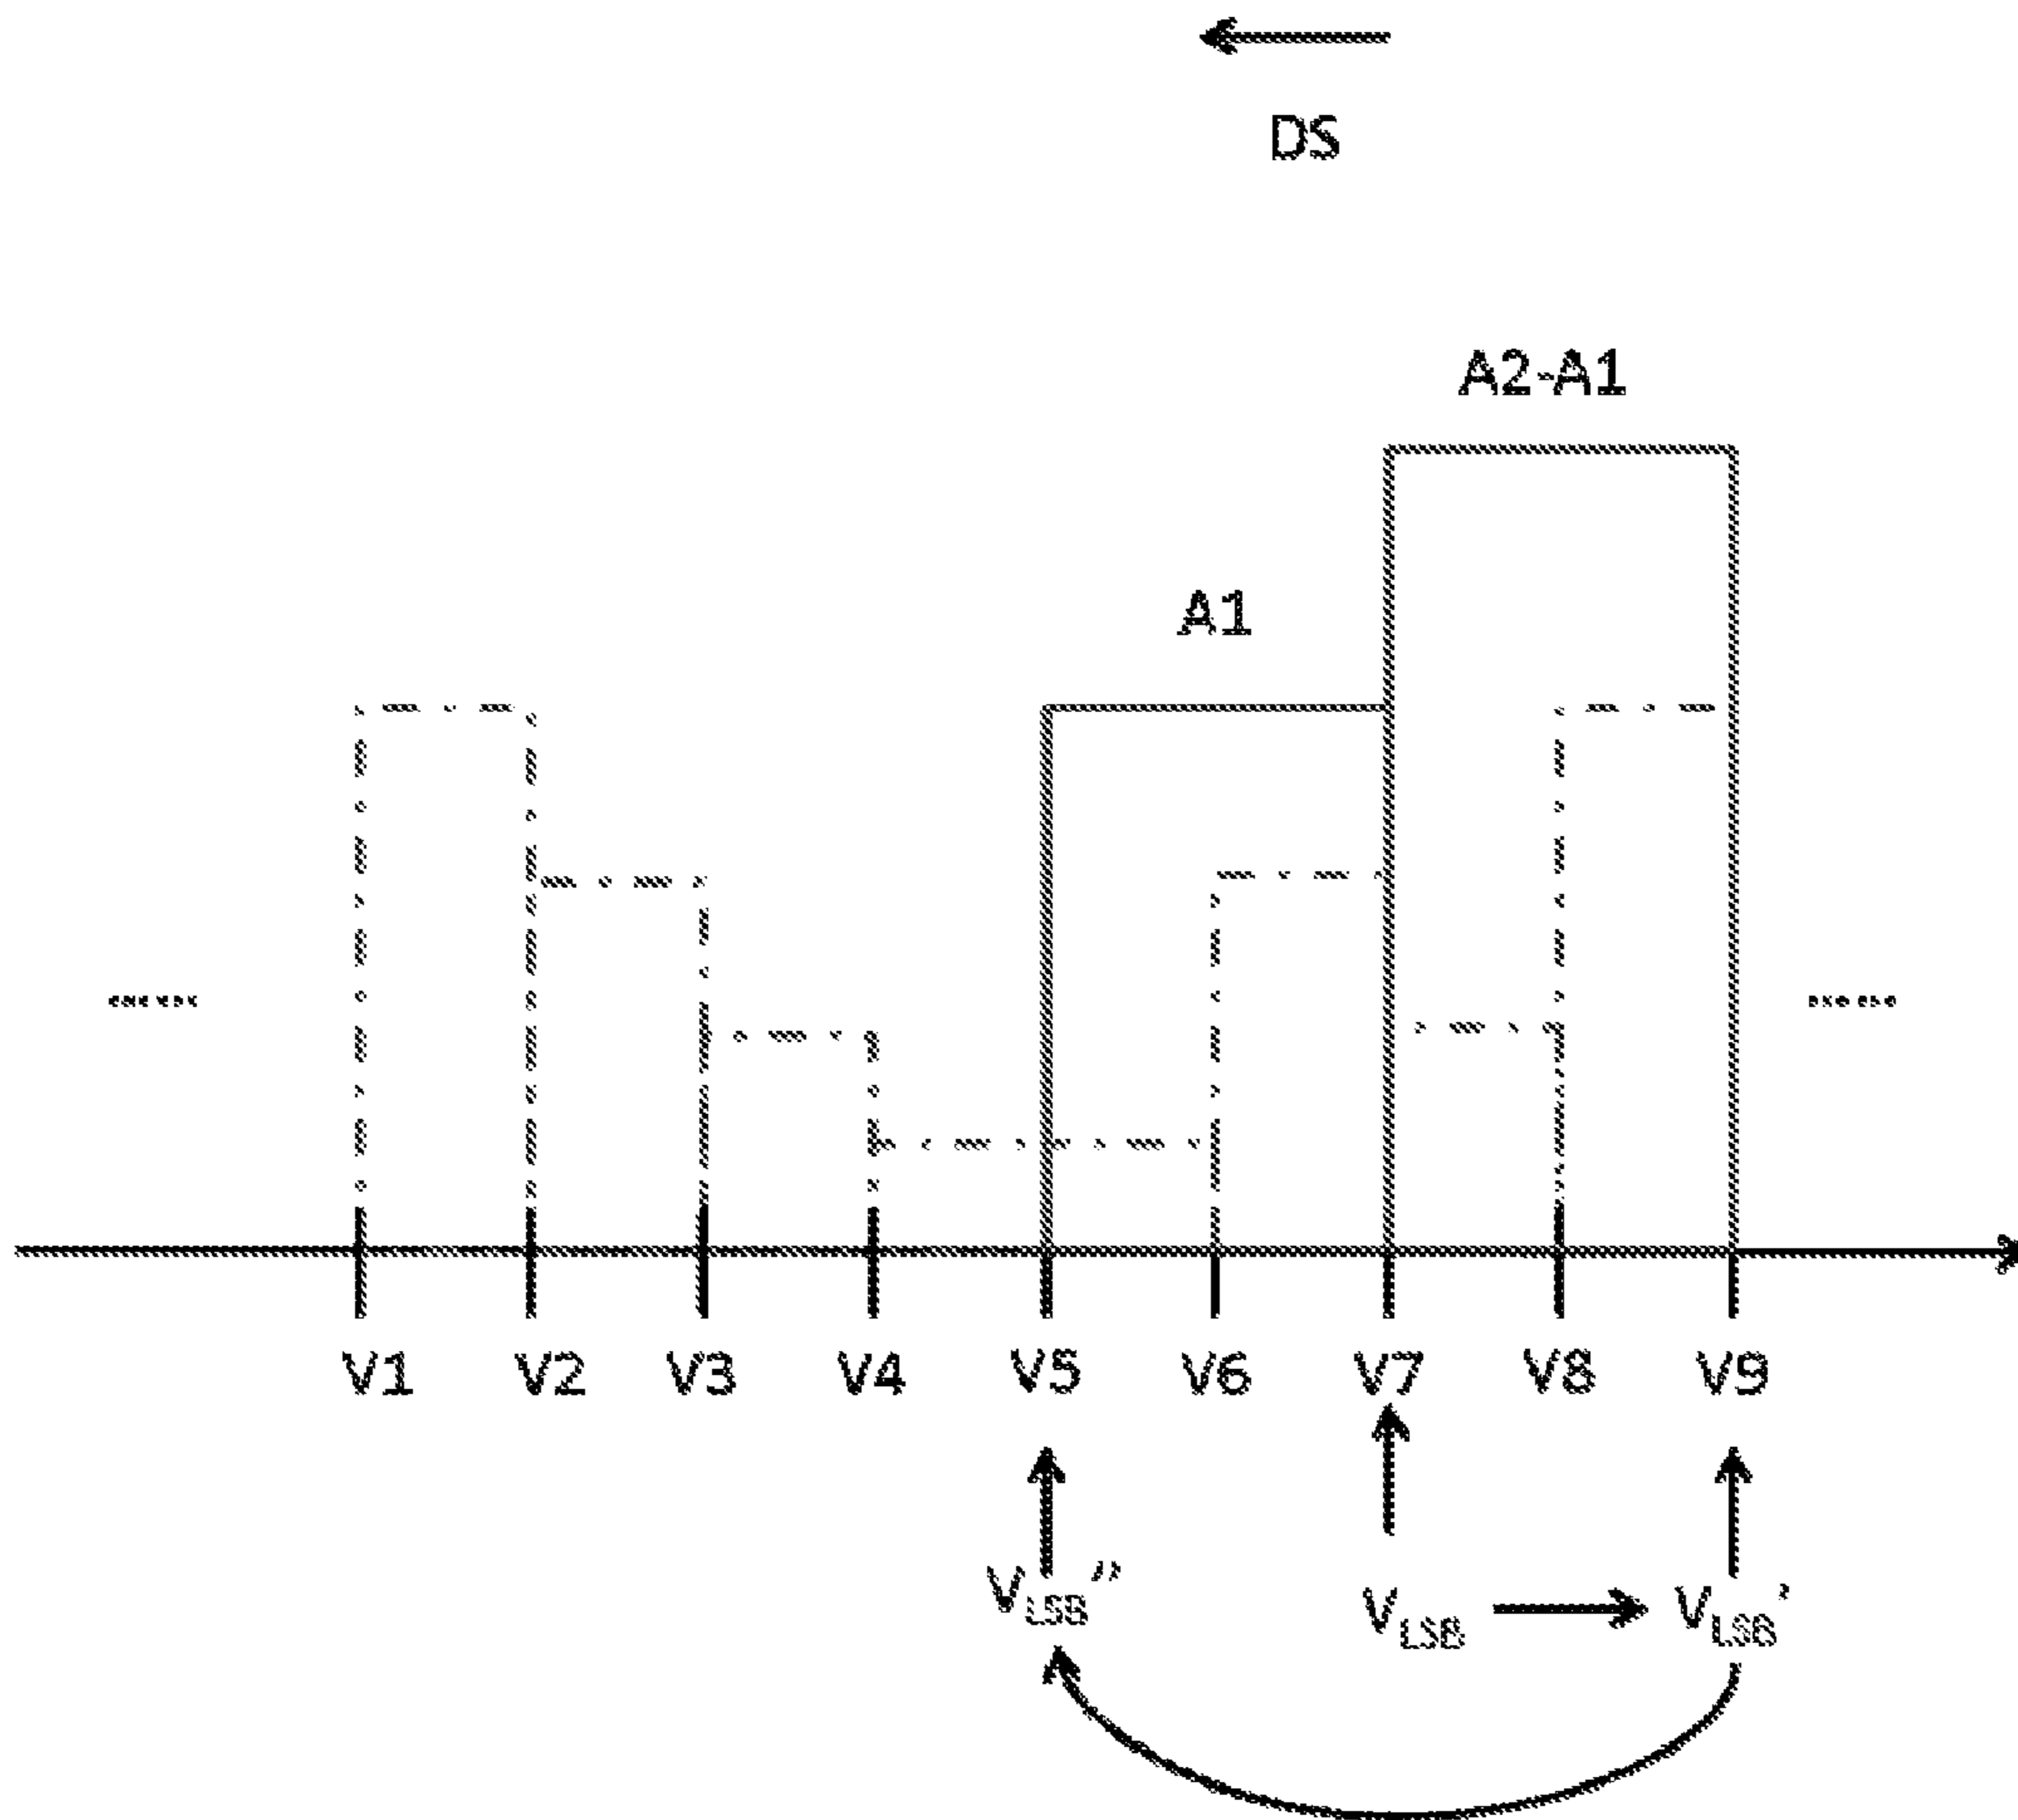 DS
A2-A1
A1
V1 V2 V3 V4 V5 V6 V7 V8 V9
VLSB” VLSB VLSB’